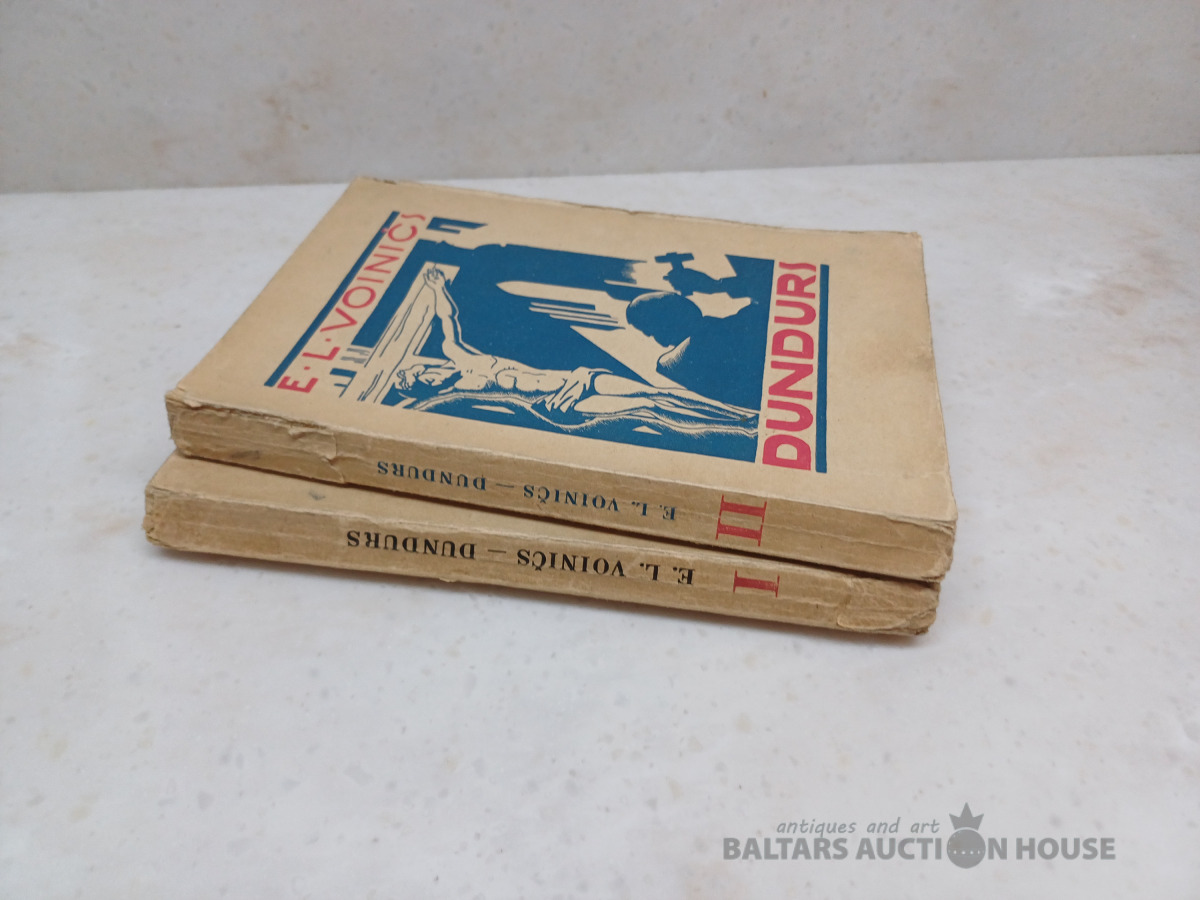 E·L·VOINIČS
DUNDURS
II
E. L. VOINIČS — DUNDURS
I
E. L. VOINIČS — DUNDURS
antiques and art
BALTARS AUCTION HOUSE